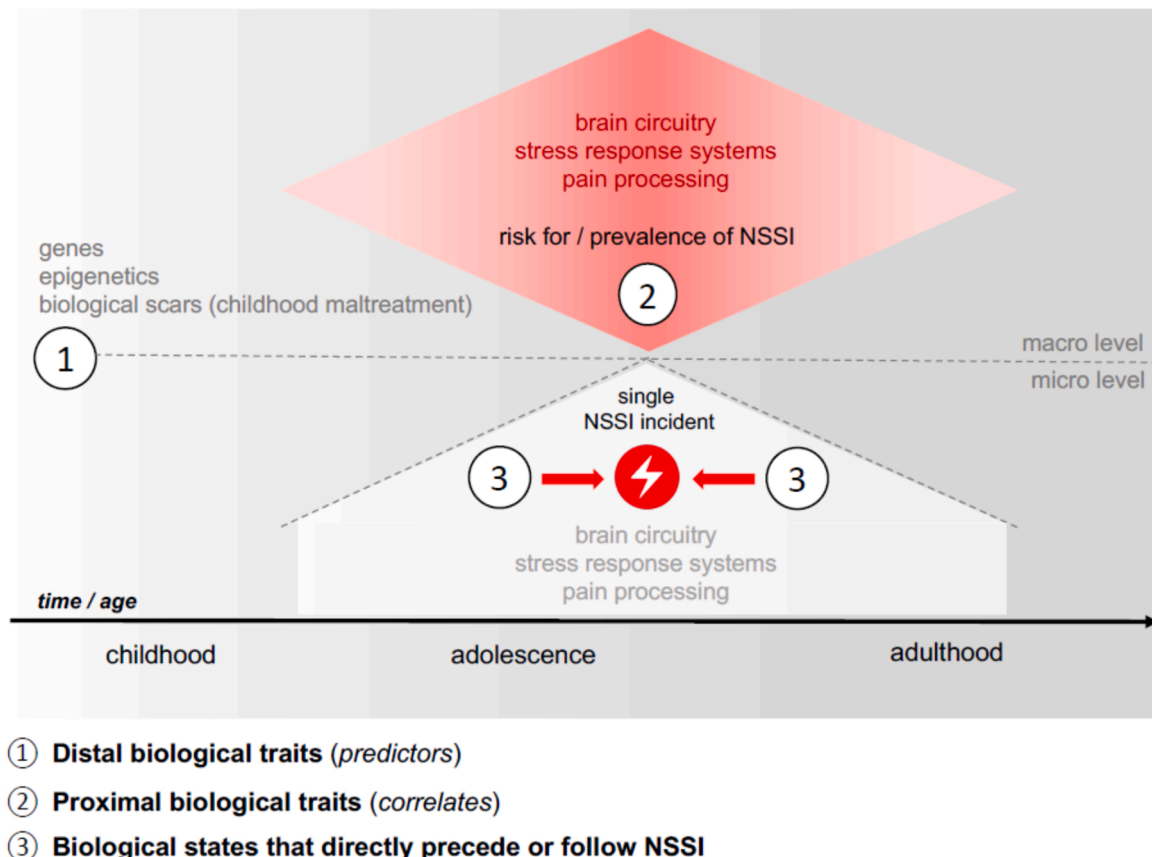 brain circuitry
stress response systems
pain processing
risk for / prevalence of NSSI
2
genes
epigenetics
biological scars (childhood maltreatment)
1
macro level
micro level
single
NSSI incident
3
3
brain circuitry
stress response systems
pain processing
time / age
childhood
adolescence
adulthood
① Distal biological traits (predictors)
② Proximal biological traits (correlates)
③ Biological states that directly precede or follow NSSI